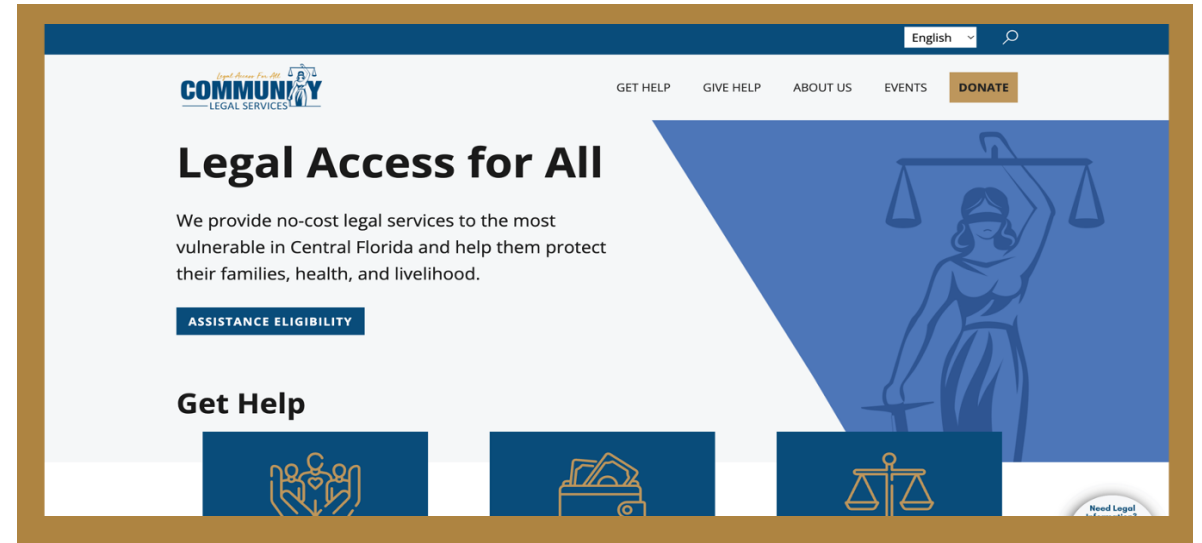 English
Legal Access For All
COMMUNITY
LEGAL SERVICES
GET HELP GIVE HELP ABOUT US EVENTS DONATE
Legal Access for All
We provide no-cost legal services to the most
vulnerable in Central Florida and help them protect
their families, health, and livelihood.
ASSISTANCE ELIGIBILITY
Get Help
Need Legal
Information?